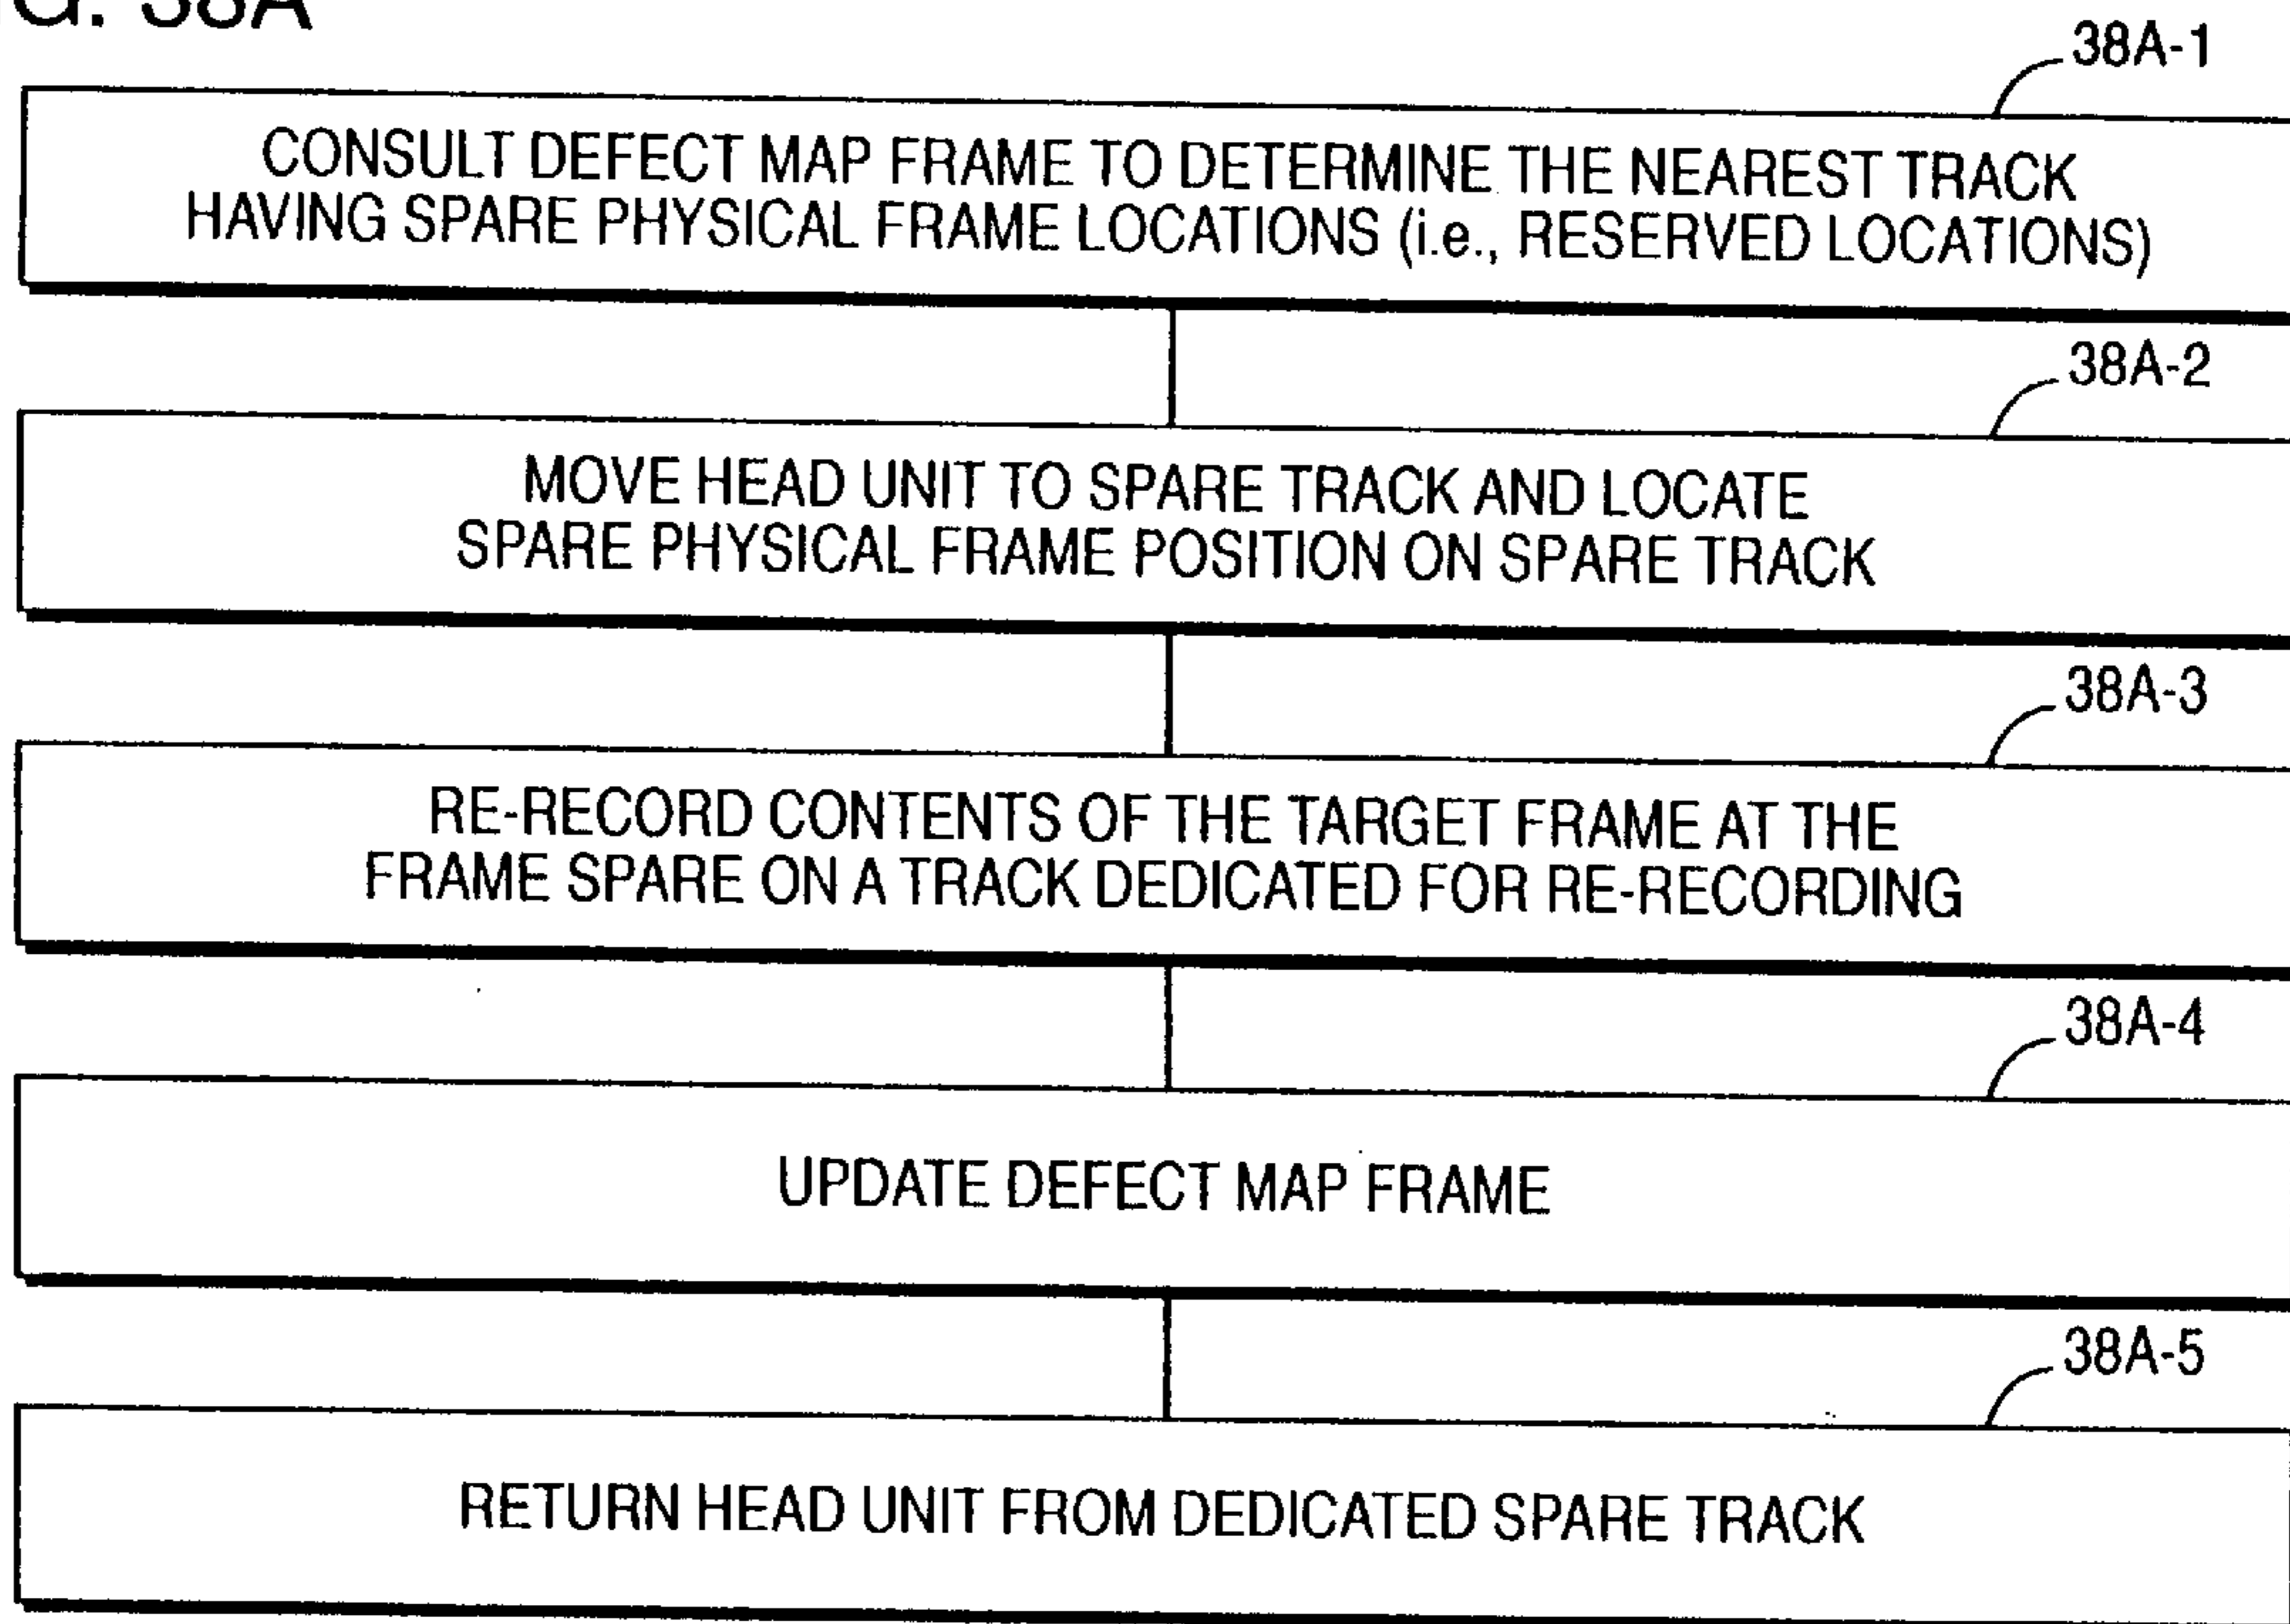 G. 38A
38A-1
CONSULT DEFECT MAP FRAME TO DETERMINE THE NEAREST TRACK
HAVING SPARE PHYSICAL FRAME LOCATIONS (i.e., RESERVED LOCATIONS)
38A-2
MOVE HEAD UNIT TO SPARE TRACK AND LOCATE
SPARE PHYSICAL FRAME POSITION ON SPARE TRACK
38A-3
RE-RECORD CONTENTS OF THE TARGET FRAME AT THE
FRAME SPARE ON A TRACK DEDICATED FOR RE-RECORDING
38A-4
UPDATE DEFECT MAP FRAME
38A-5
RETURN HEAD UNIT FROM DEDICATED SPARE TRACK